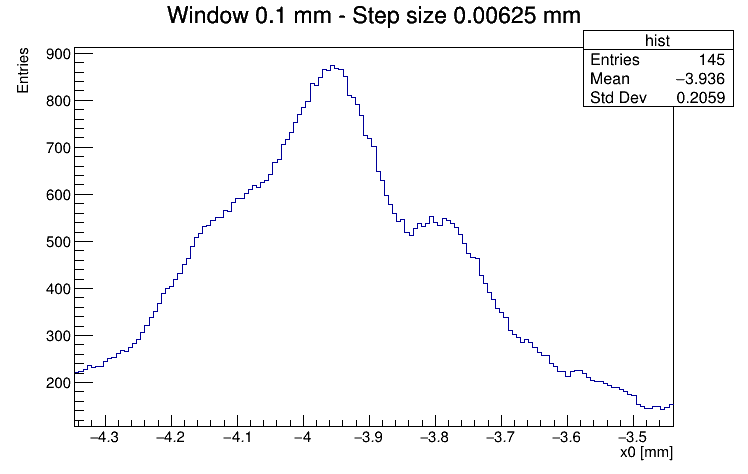 Window 0.1 mm - Step size 0.00625 mm
hist
Entries 145
Mean −3.936
Std Dev 0.2059
Entries
900
800
700
600
500
400
300
200
−4.3 −4.2 −4.1 −4 −3.9 −3.8 −3.7 −3.6 −3.5
x0 [mm]